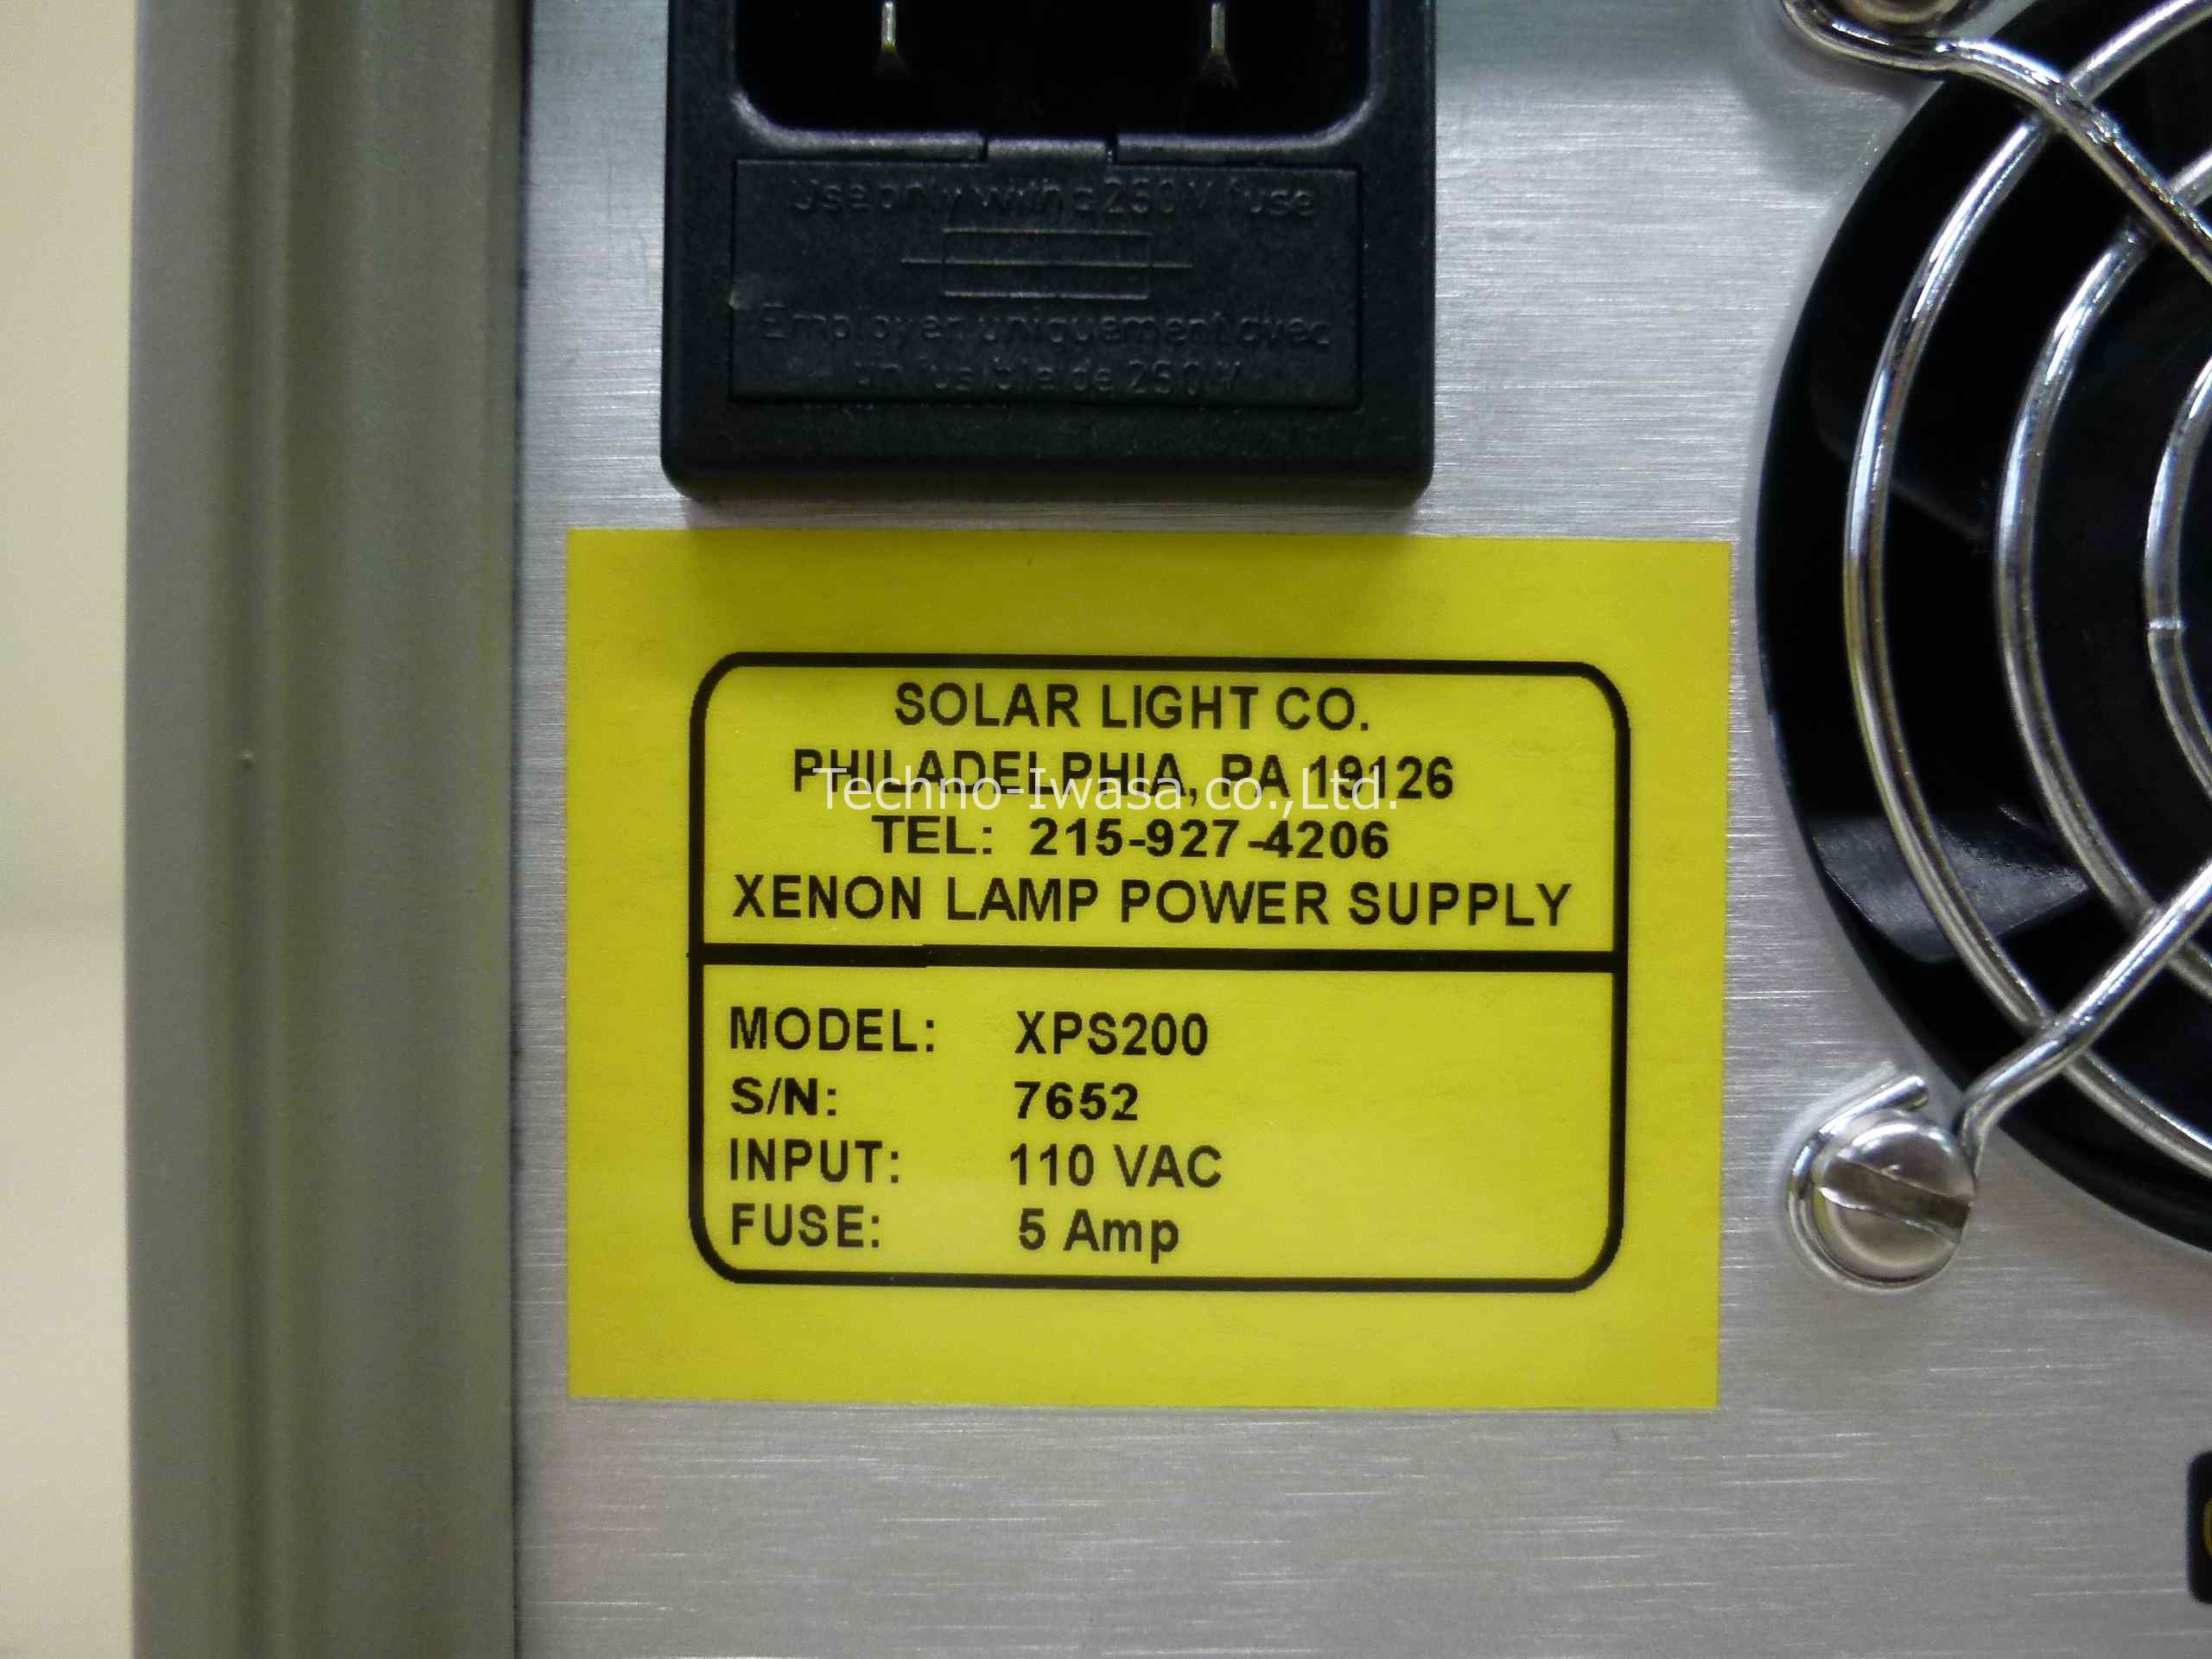 Use only with a 250 V fuse
Employer uniquement avec
un fusible de 250 V
SOLAR LIGHT CO.
PHILADELPHIA, PA 19126
Techno-Iwasa co.,Ltd.
TEL: 215-927-4206
XENON LAMP POWER SUPPLY
MODEL: XPS200
S/N: 7652
INPUT: 110 VAC
FUSE: 5 Amp